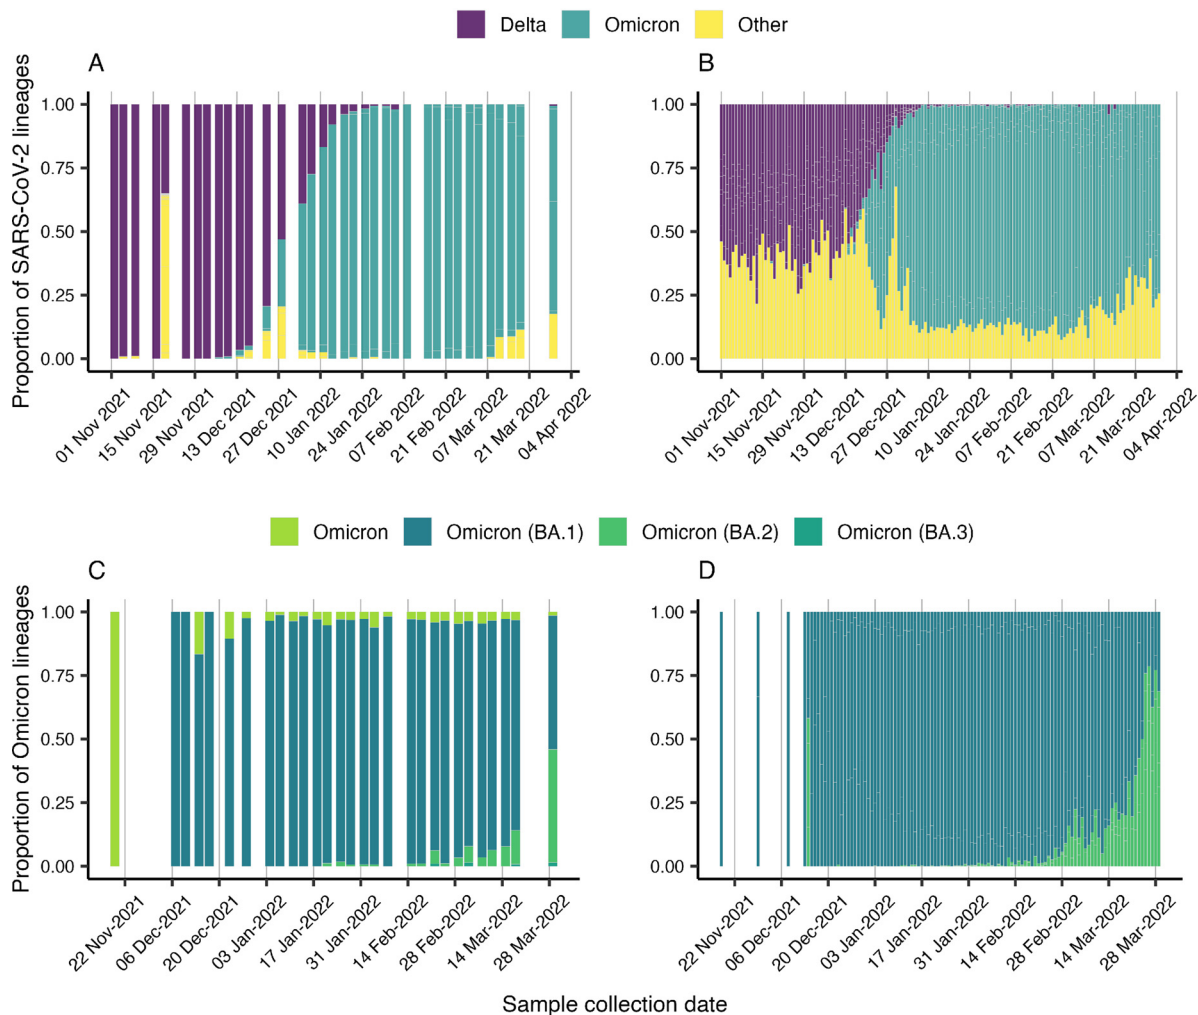 Delta Omicron Other
A B
Proportion of SARS-CoV-2 lineages
1.00 1.00
0.75 0.75
0.50 0.50
0.25 0.25
0.00 0.00
01 Nov 2021 15 Nov 2021 29 Nov 2021 13 Dec 2021 27 Dec 2021 10 Jan 2022 24 Jan 2022 07 Feb 2022 21 Feb 2022 07 Mar 2022 21 Mar 2022 04 Apr 2022
01 Nov-2021 15 Nov-2021 29 Nov-2021 13 Dec-2021 27 Dec-2021 10 Jan-2022 24 Jan-2022 07 Feb-2022 21 Feb-2022 07 Mar-2022 21 Mar-2022 04 Apr-2022
Omicron Omicron (BA.1) Omicron (BA.2) Omicron (BA.3)
C D
Proportion of Omicron lineages
1.00 1.00
0.75 0.75
0.50 0.50
0.25 0.25
0.00 0.00
22 Nov-2021 06 Dec-2021 20 Dec-2021 03 Jan-2022 17 Jan-2022 31 Jan-2022 14 Feb-2022 28 Feb-2022 14 Mar-2022 28 Mar-2022
22 Nov-2021 06 Dec-2021 20 Dec-2021 03 Jan-2022 17 Jan-2022 31 Jan-2022 14 Feb-2022 28 Feb-2022 14 Mar-2022 28 Mar-2022
Sample collection date